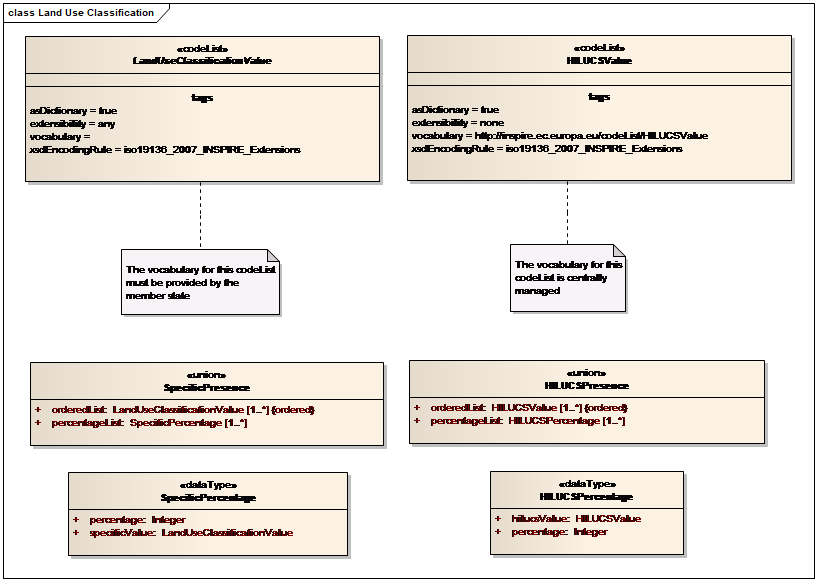 class Land Use Classification
«codeList»
LandUseClassificationValue
tags
asDictionary = true
extensibility = any
vocabulary =
xsdEncodingRule = iso19136_2007_INSPIRE_Extensions
«codeList»
HILUCSValue
tags
asDictionary = true
extensibility = none
vocabulary = http://inspire.ec.europa.eu/codeList/HILUCSValue
xsdEncodingRule = iso19136_2007_INSPIRE_Extensions
The vocabulary for this codeList
must be provided by the
member state
The vocabulary for this
codeList is centrally
managed
«union»
SpecificPresence
+ orderedList: LandUseClassificationValue [1..*] {ordered}
+ percentageList: SpecificPercentage [1..*]
«union»
HILUCSPresence
+ orderedList: HILUCSValue [1..*] {ordered}
+ percentageList: HILUCSPercentage [1..*]
«dataType»
SpecificPercentage
+ percentage: Integer
+ specificValue: LandUseClassificationValue
«dataType»
HILUCSPercentage
+ hilucsValue: HILUCSValue
+ percentage: Integer